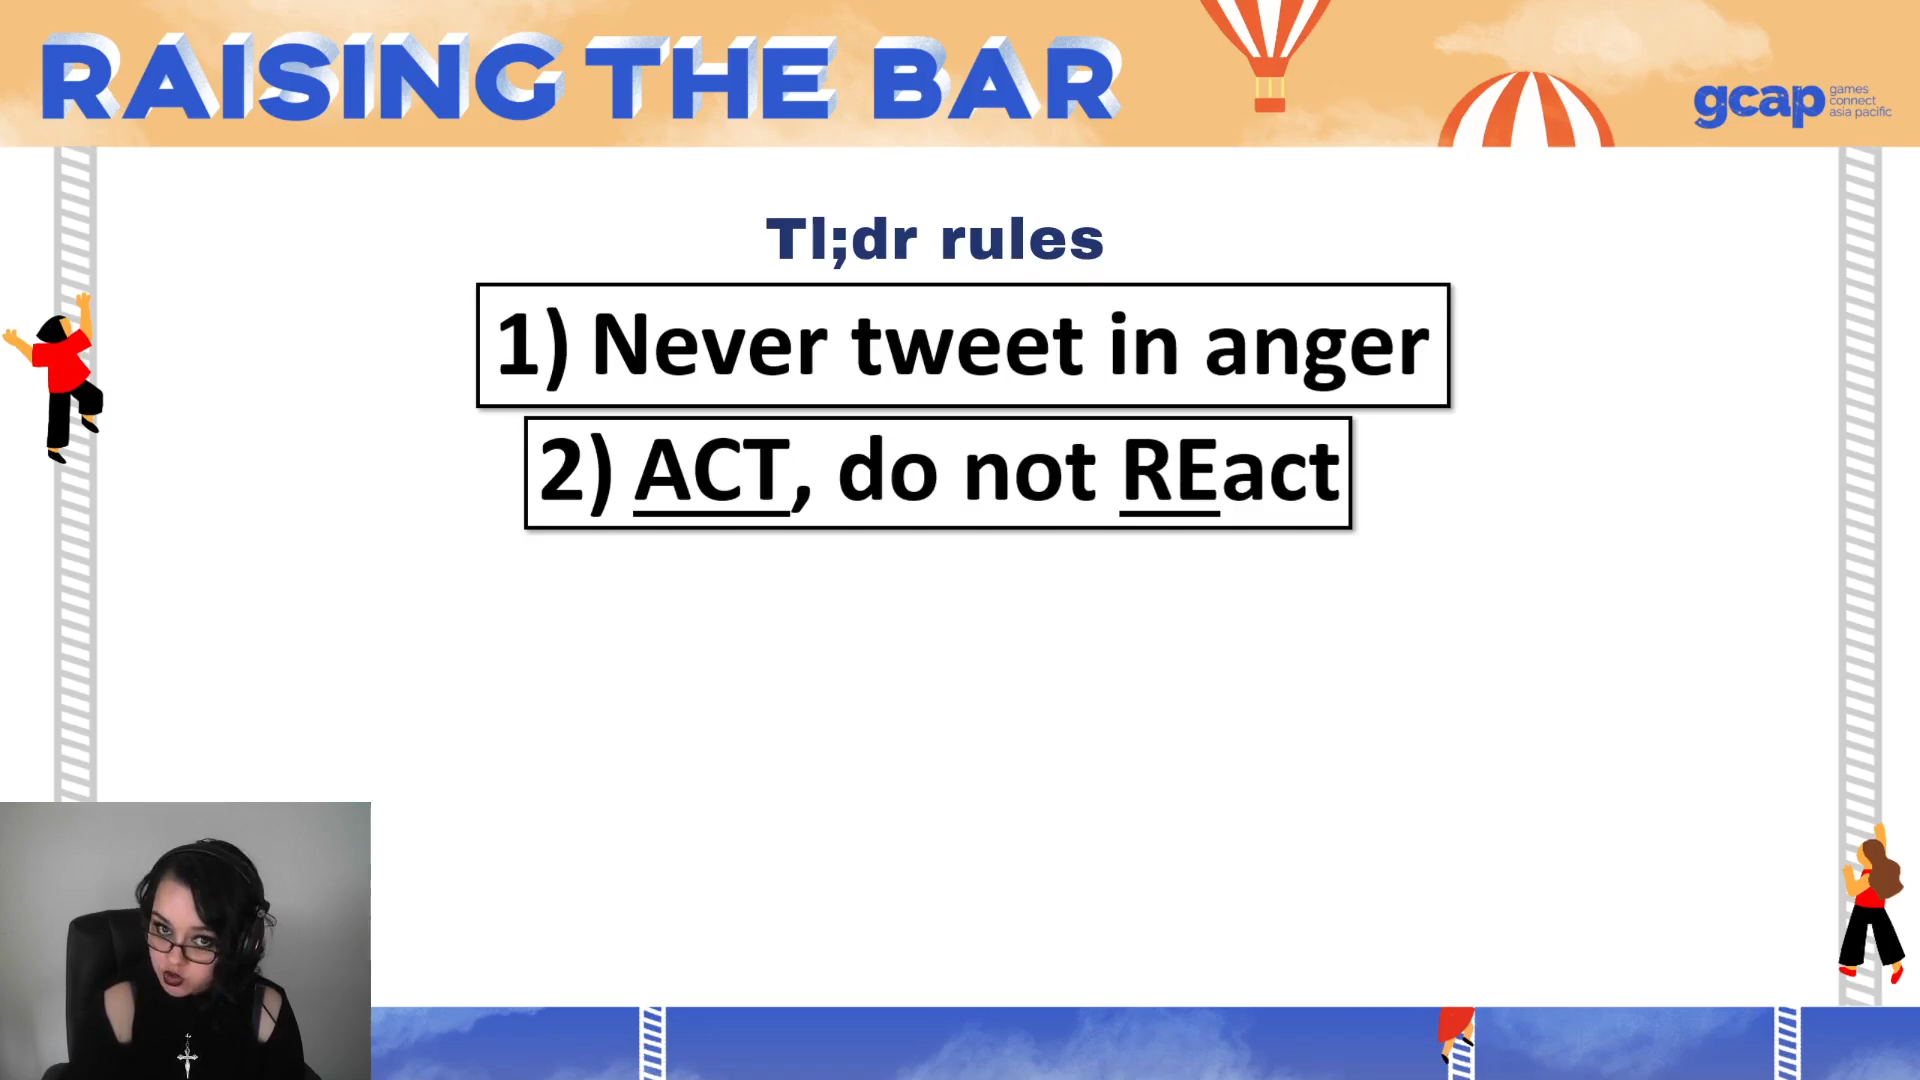 RAISING THE BAR
gcap games
connect
asia pacific
Tl;dr rules
1) Never tweet in anger
2) ACT, do not REact